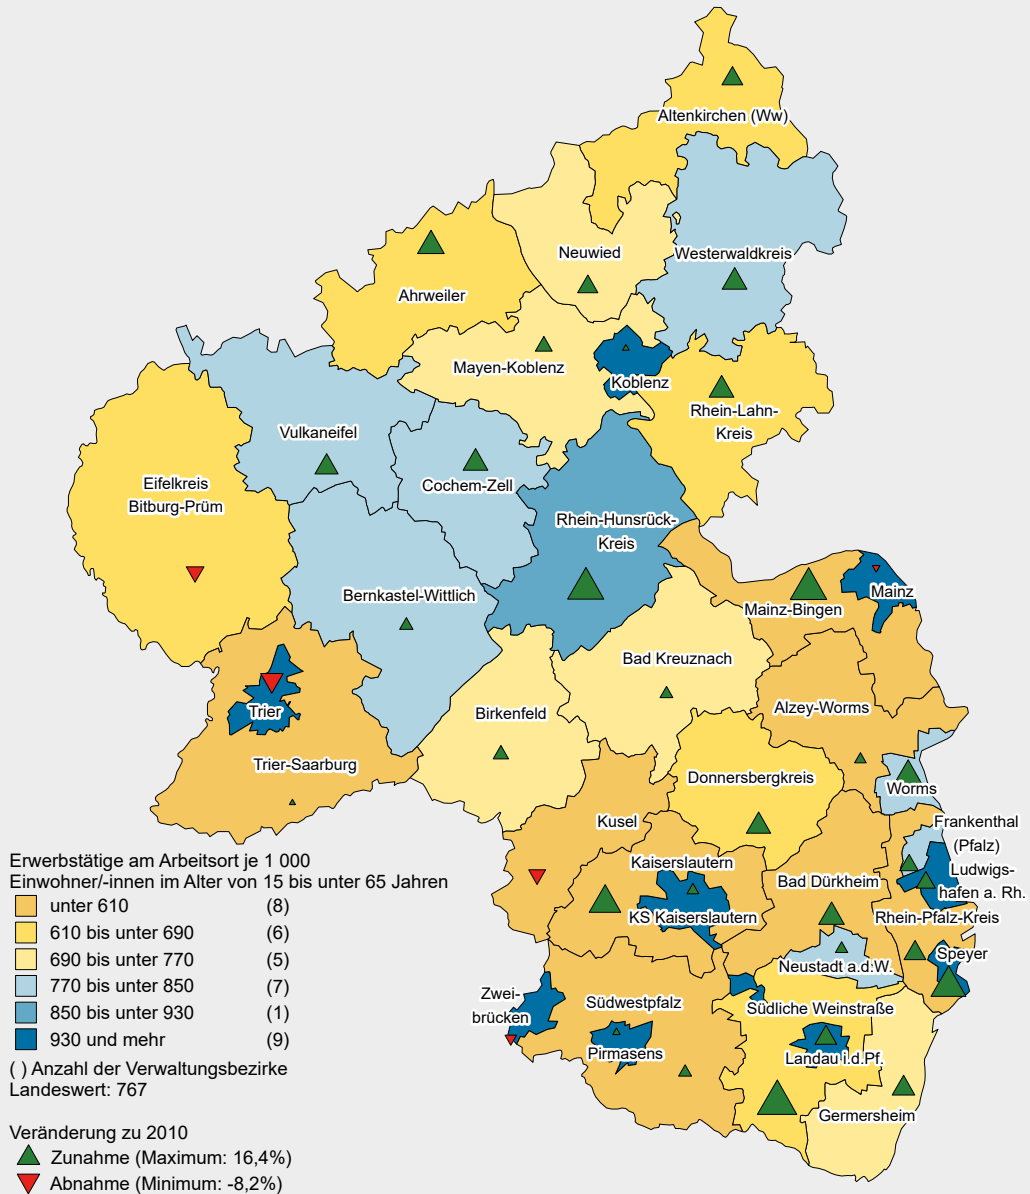 Altenkirchen (Ww)
Neuwied
Westerwaldkreis
Ahrweiler
Mayen-Koblenz
Koblenz
Rhein-Lahn-
Kreis
Vulkaneifel
Cochem-Zell
Eifelkreis
Bitburg-Prüm
Rhein-Hunsrück-
Kreis
Bernkastel-Wittlich
Mainz
Mainz-Bingen
Bad Kreuznach
Birkenfeld
Alzey-Worms
Trier
Trier-Saarburg
Donnersbergkreis
Worms
Kusel
Frankenthal
(Pfalz)
Kaiserslautern
Bad Dürkheim
Ludwigs-
hafen a. Rh.
KS Kaiserslautern
Rhein-Pfalz-Kreis
Speyer
Neustadt a.d.W.
Zwei-
brücken
Südwestpfalz
Südliche Weinstraße
Pirmasens
Landau i.d.Pf.
Germersheim
Erwerbstätige am Arbeitsort je 1 000
Einwohner/-innen im Alter von 15 bis unter 65 Jahren
unter 610 (8)
610 bis unter 690 (6)
690 bis unter 770 (5)
770 bis unter 850 (7)
850 bis unter 930 (1)
930 und mehr (9)
( ) Anzahl der Verwaltungsbezirke
Landeswert: 767
Veränderung zu 2010
Zunahme (Maximum: 16,4%)
Abnahme (Minimum: -8,2%)